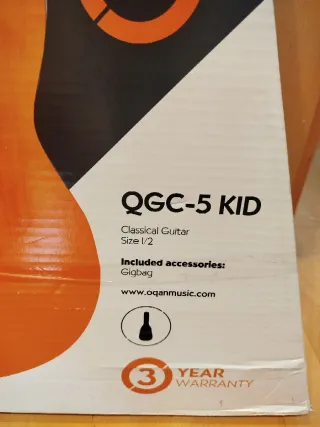 QGC-5 KID
Classical Guitar
Size 1/2
Included accessories:
Gigbag
www.oqanmusic.com
3 YEAR
WARRANTY